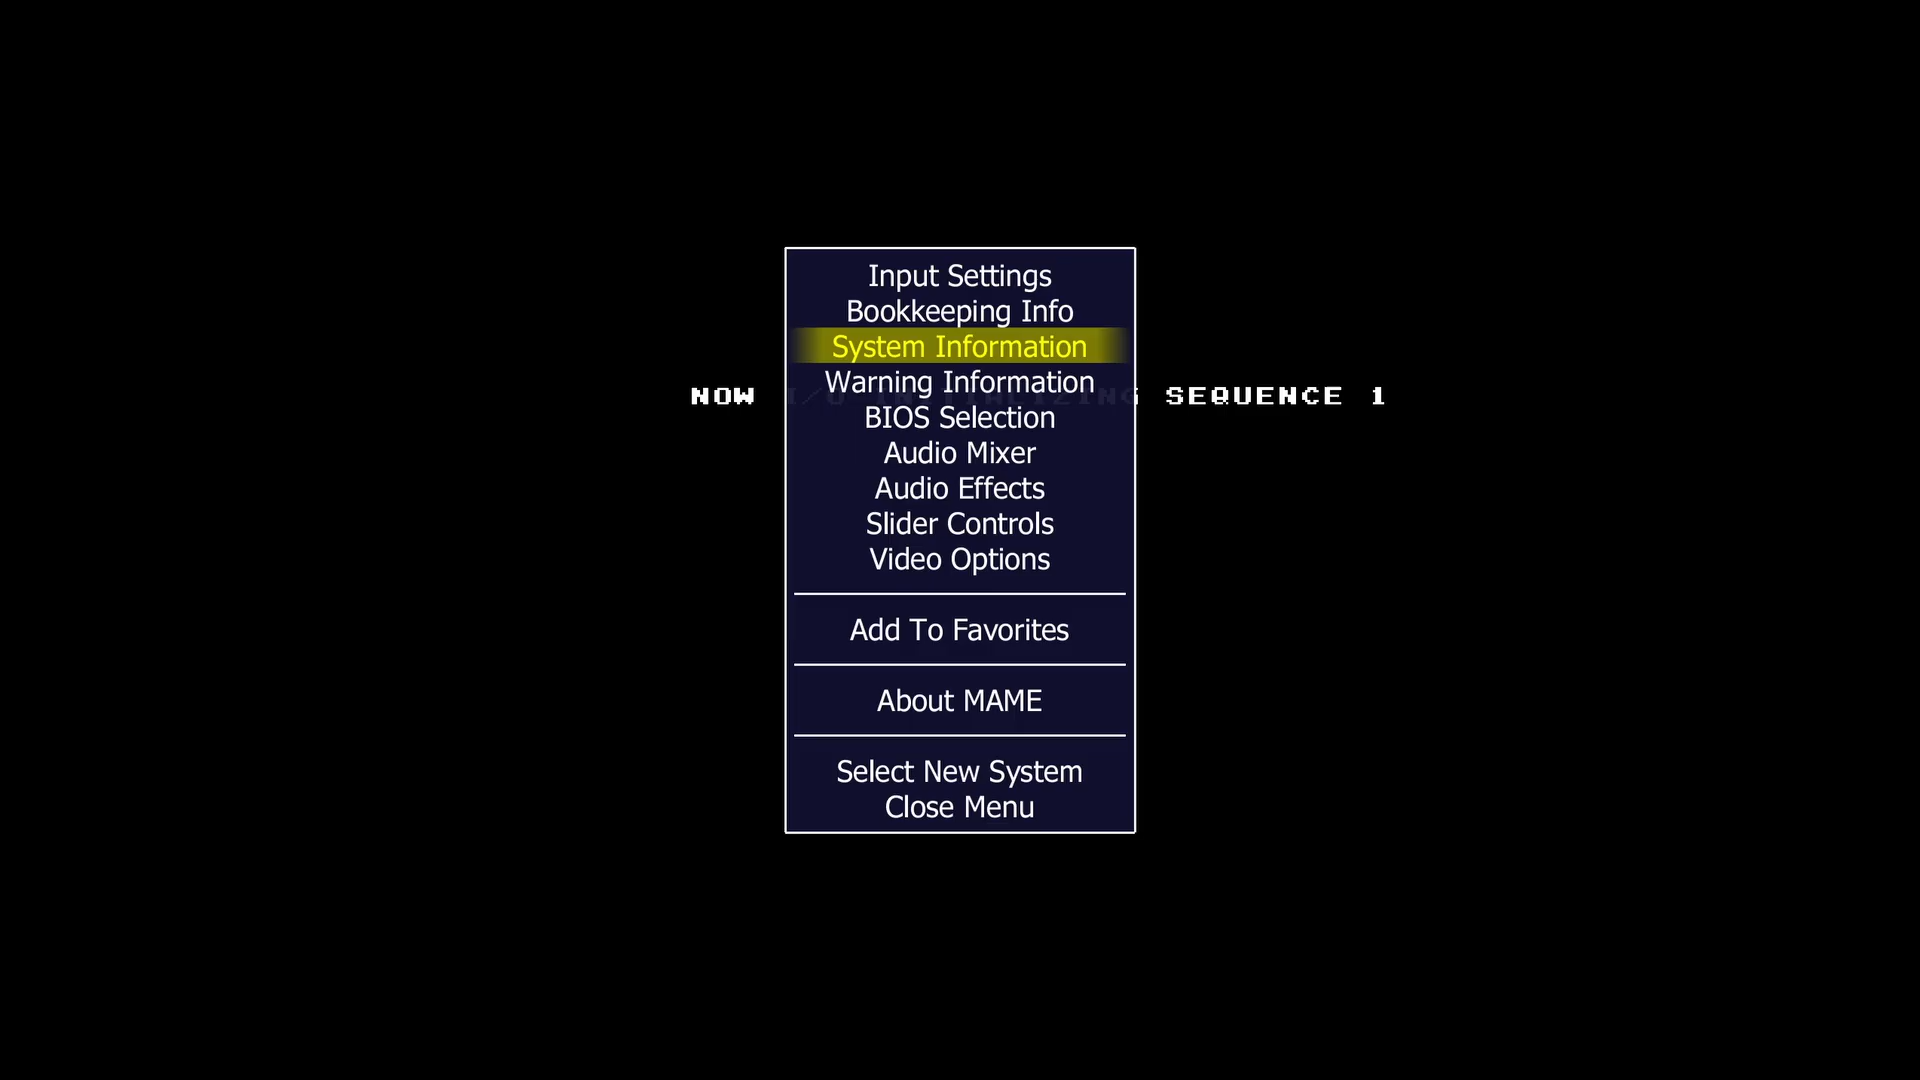 Input Settings
Bookkeeping Info
System Information
Warning Information
NOW I/O INITIALIZING SEQUENCE 1
BIOS Selection
Audio Mixer
Audio Effects
Slider Controls
Video Options
Add To Favorites
About MAME
Select New System
Close Menu